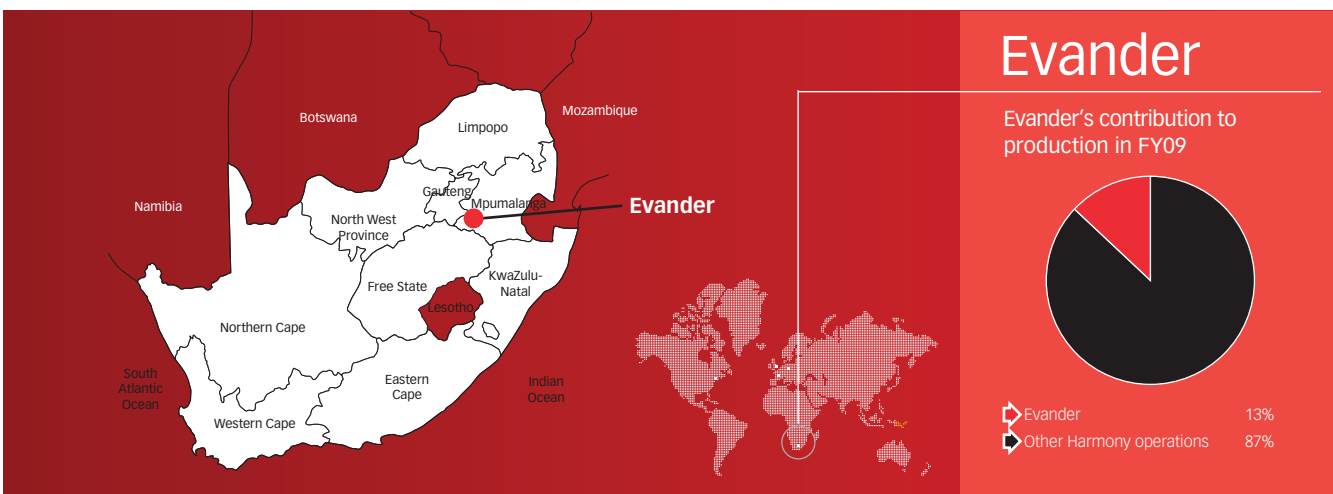 Evander
Evander's contribution to
production in FY09
Evander 13%
Other Harmony operations 87%
Botswana
Mozambique
Limpopo
Namibia
Gauteng
Mpumalanga
Evander
North West
Province
Free State
KwaZulu-
Natal
Lesotho
Northern Cape
South
Atlantic
Ocean
Eastern
Cape
Indian
Ocean
Western Cape